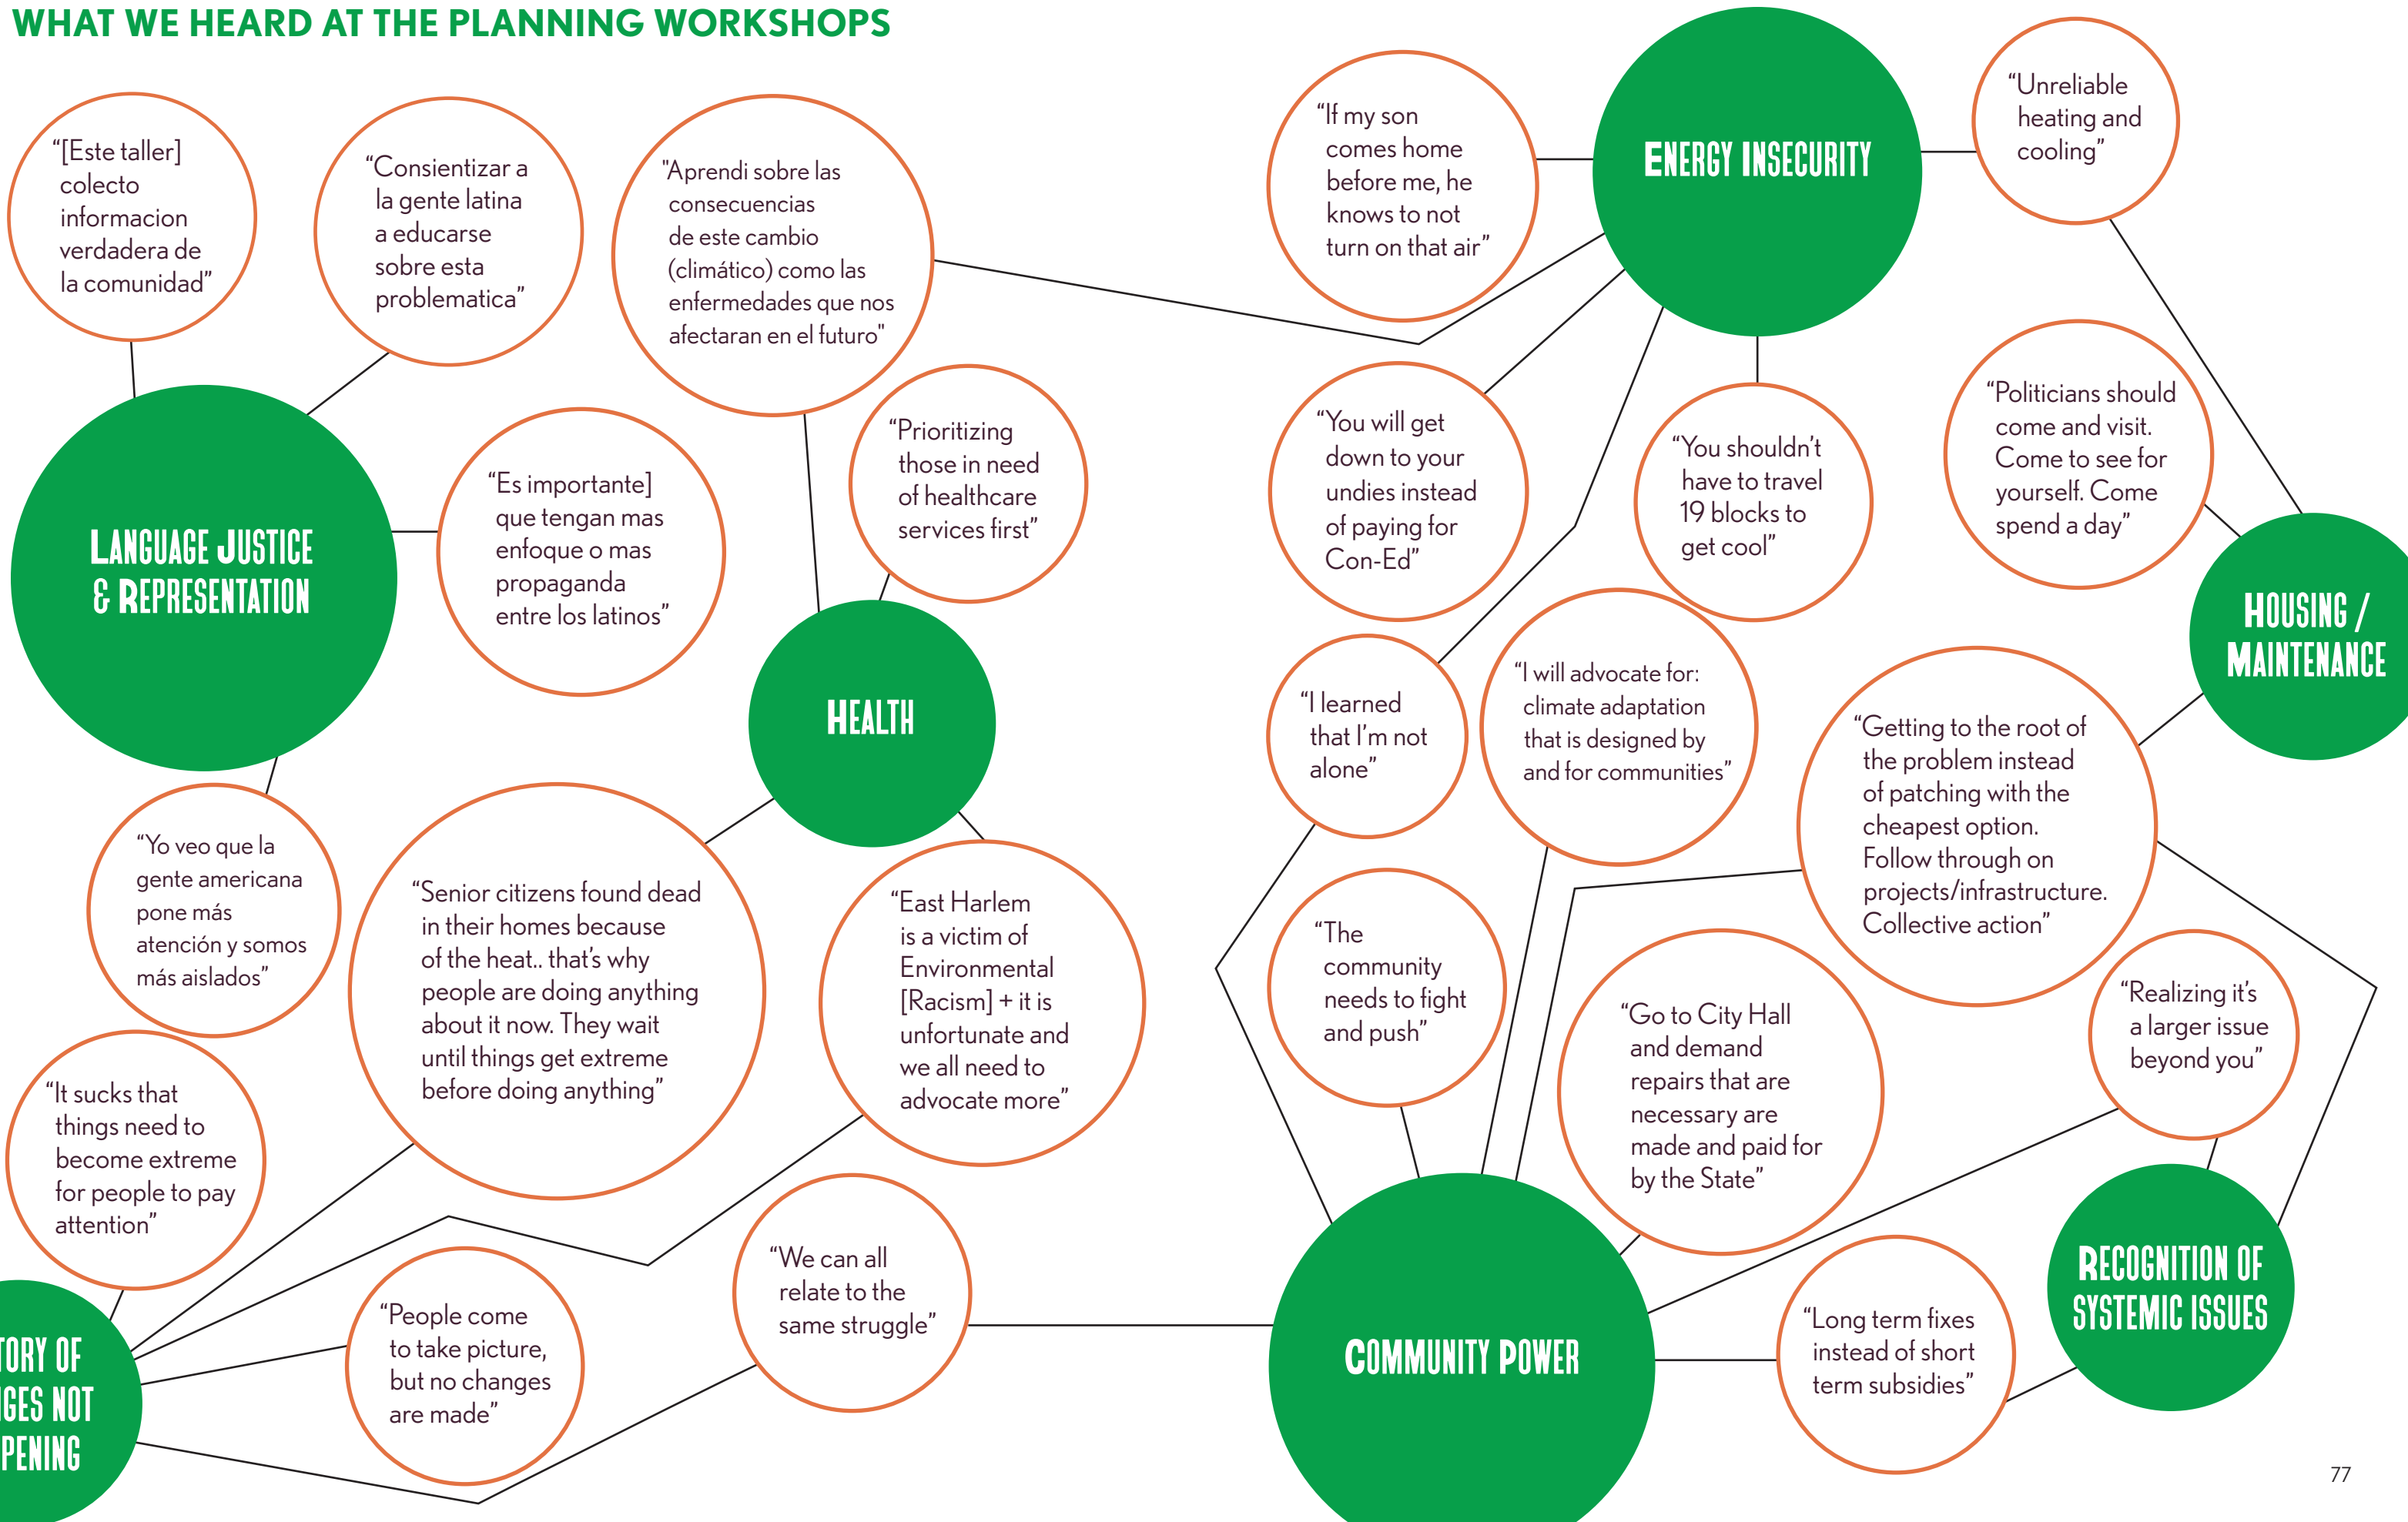 WHAT WE HEARD AT THE PLANNING WORKSHOPS
“[Este taller]
colecto
informacion
verdadera de
la comunidad”
“Consientizar a
la gente latina
a educarse
sobre esta
problematica”
"Aprendi sobre las
consecuencias
de este cambio
(climático) como las
enfermedades que nos
afectaran en el futuro"
“If my son
comes home
before me, he
knows to not
turn on that air”
ENERGY INSECURITY
“Unreliable
heating and
cooling”
LANGUAGE JUSTICE
& REPRESENTATION
“Es importante]
que tengan mas
enfoque o mas
propaganda
entre los latinos”
“Prioritizing
those in need
of healthcare
services first”
HEALTH
“You will get
down to your
undies instead
of paying for
Con-Ed”
“You shouldn’t
have to travel
19 blocks to
get cool”
“Politicians should
come and visit.
Come to see for
yourself. Come
spend a day”
HOUSING /
MAINTENANCE
“I learned
that I’m not
alone”
“I will advocate for:
climate adaptation
that is designed by
and for communities”
“Getting to the root of
the problem instead
of patching with the
cheapest option.
Follow through on
projects/infrastructure.
Collective action”
“Yo veo que la
gente americana
pone más
atención y somos
más aislados”
“Senior citizens found dead
in their homes because
of the heat.. that’s why
people are doing anything
about it now. They wait
until things get extreme
before doing anything”
“East Harlem
is a victim of
Environmental
[Racism] + it is
unfortunate and
we all need to
advocate more”
“The
community
needs to fight
and push”
“Go to City Hall
and demand
repairs that are
necessary are
made and paid for
by the State”
“Realizing it’s
a larger issue
beyond you”
“It sucks that
things need to
become extreme
for people to pay
attention”
“People come
to take picture,
but no changes
are made”
“We can all
relate to the
same struggle”
COMMUNITY POWER
“Long term fixes
instead of short
term subsidies”
RECOGNITION OF
SYSTEMIC ISSUES
TORY OF
GES NOT
PENING
77